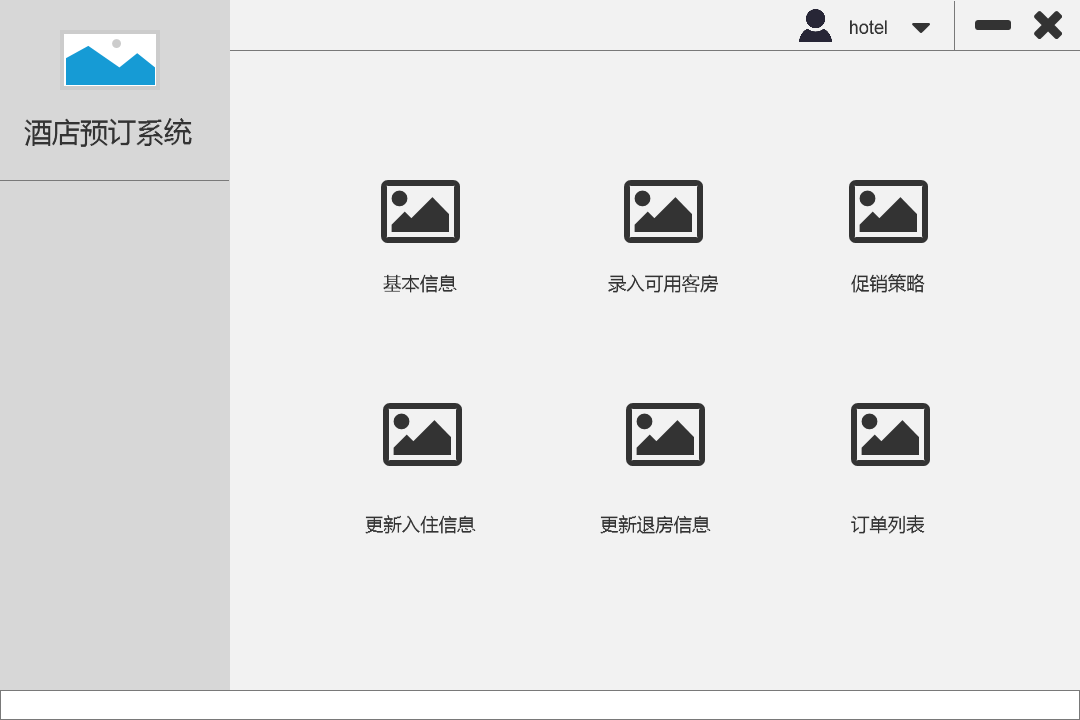 hotel
酒店预订系统
基本信息
录入可用客房
促销策略
更新入住信息
更新退房信息
订单列表